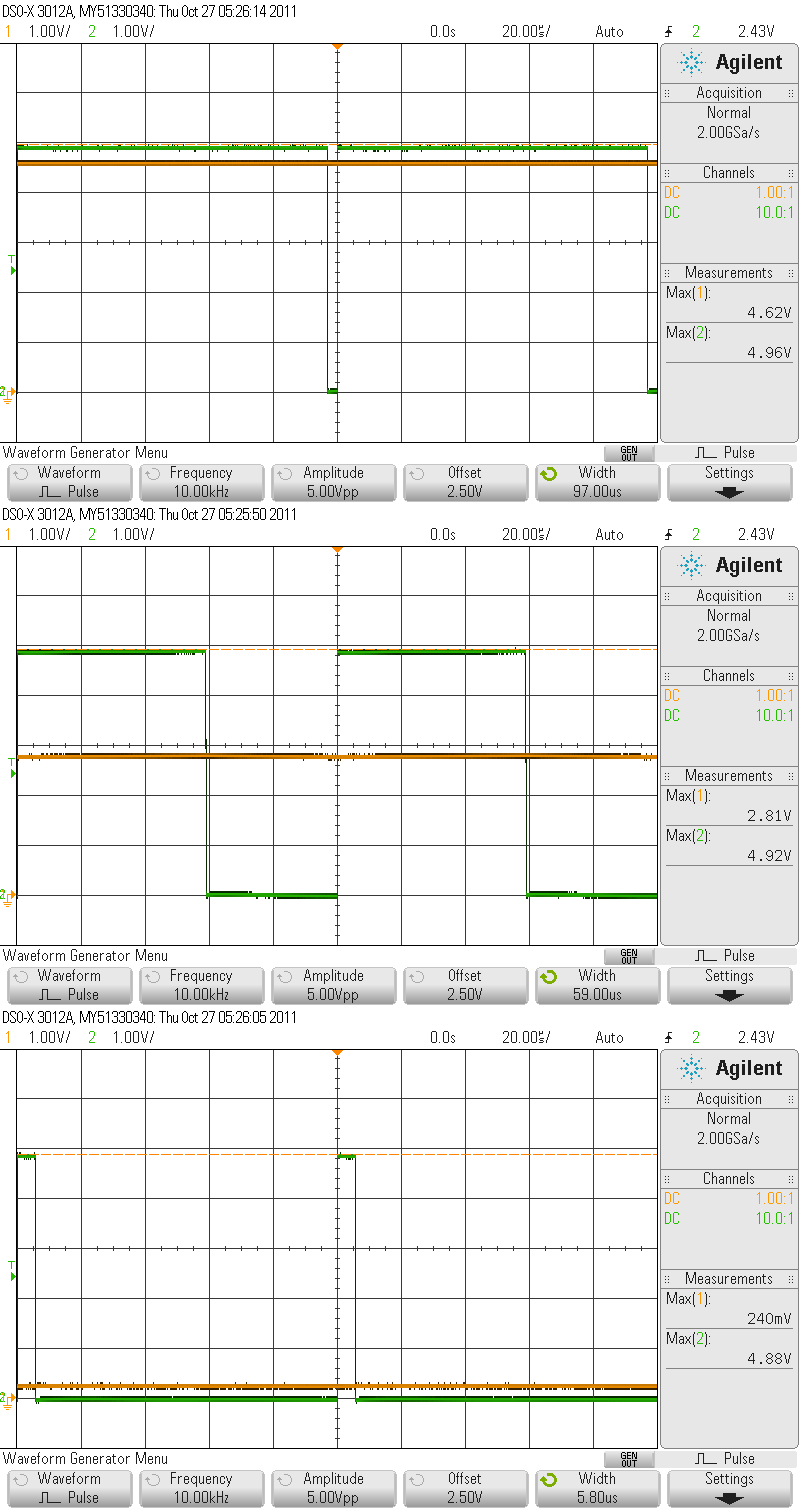 DSO-X 3012A, MY51330340: Thu Oct 27 05:26:14 2011
1 1.00V/ 2 1.00V/ 0.0s 20.00us/ Auto 2 2.43V
Agilent
Acquisition
Normal
2.00GSa/s
Channels
DC 1.00:1
DC 10.0:1
T
Measurements
Max(1):
4.62V
Max(2):
4.96V
2
Waveform Generator Menu GEN OUT Pulse
Waveform Frequency Amplitude Offset Width Settings
Pulse 10.00kHz 5.00Vpp 2.50V 97.00us
DSO-X 3012A, MY51330340: Thu Oct 27 05:25:50 2011
1 1.00V/ 2 1.00V/ 0.0s 20.00us/ Auto 2 2.43V
Agilent
Acquisition
Normal
2.00GSa/s
Channels
DC 1.00:1
DC 10.0:1
T
Measurements
Max(1):
2.81V
Max(2):
4.92V
2
Waveform Generator Menu GEN OUT Pulse
Waveform Frequency Amplitude Offset Width Settings
Pulse 10.00kHz 5.00Vpp 2.50V 59.00us
DSO-X 3012A, MY51330340: Thu Oct 27 05:26:05 2011
1 1.00V/ 2 1.00V/ 0.0s 20.00us/ Auto 2 2.43V
Agilent
Acquisition
Normal
2.00GSa/s
Channels
DC 1.00:1
DC 10.0:1
T
Measurements
Max(1):
240mV
Max(2):
4.88V
2
Waveform Generator Menu GEN OUT Pulse
Waveform Frequency Amplitude Offset Width Settings
Pulse 10.00kHz 5.00Vpp 2.50V 5.80us